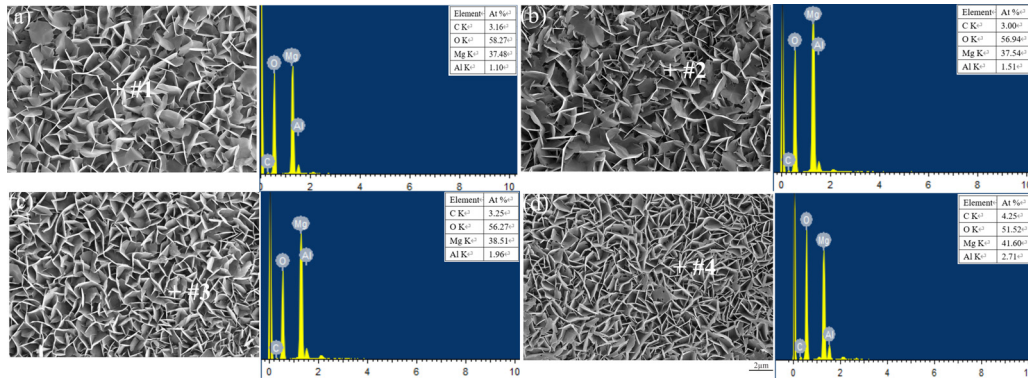 (a)
+ #1
C
O
Mg
Al
0 2 4 6 8 10
Element At %
C K 3.16
O K 58.27
Mg K 37.48
Al K 1.10
(b)
+ #2
C
O
Mg
Al
0 2 4 6 8 10
Element At %
C K 3.00
O K 56.94
Mg K 37.54
Al K 1.51
(c)
+ #3
C
O
Mg
Al
0 2 4 6 8 10
Element At %
C K 3.25
O K 56.27
Mg K 38.51
Al K 1.96
(d)
+ #4
2μm
C
O
Mg
Al
0 2 4 6 8 10
Element At %
C K 4.25
O K 51.52
Mg K 41.60
Al K 2.71